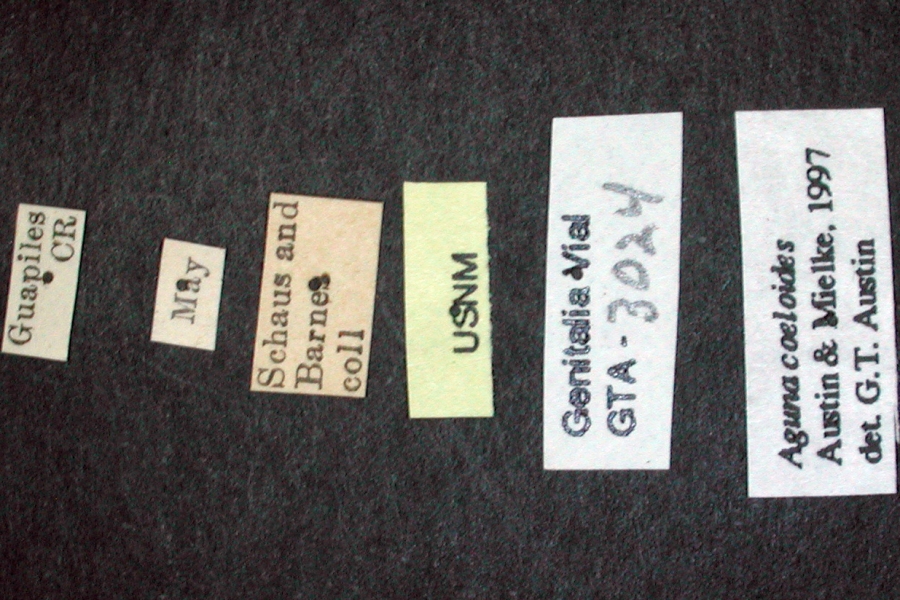 Guapiles
CR
May
Schaus and
Barnes
coll
USNM
Genitalia Vial
GTA - 3024
Aguna coeloides
Austin & Mielke, 1997
det. G.T. Austin